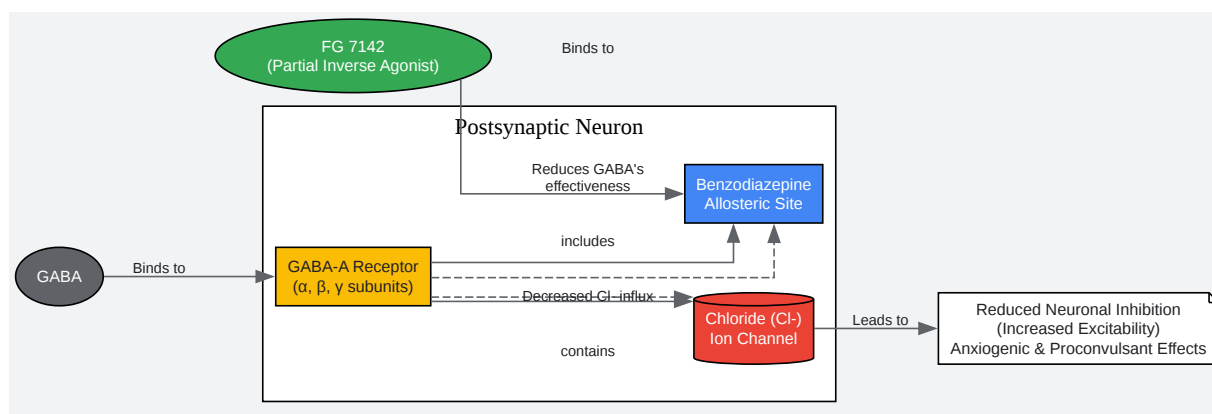 FG 7142
(Partial Inverse Agonist)
Binds to
Postsynaptic Neuron
Reduces GABA's
effectiveness
Benzodiazepine
Allosteric Site
includes
GABA
Binds to
GABA-A Receptor
(α, β, γ subunits)
Decreased Cl- influx
Chloride (Cl-)
Ion Channel
contains
Leads to
Reduced Neuronal Inhibition
(Increased Excitability)
Anxiogenic & Proconvulsant Effects